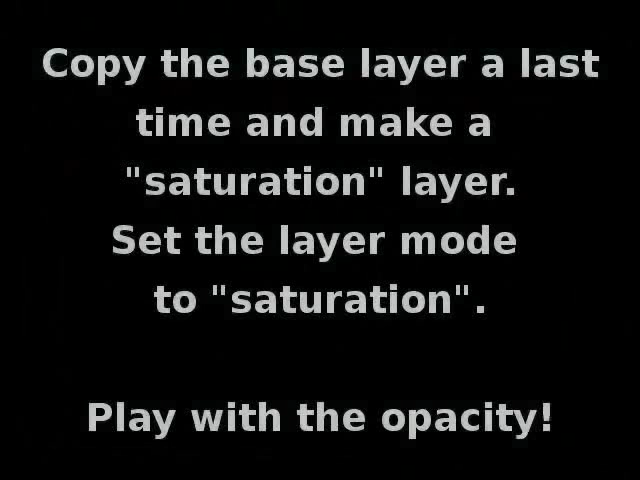 Copy the base layer a last
time and make a
"saturation" layer.
Set the layer mode
to "saturation".
Play with the opacity!